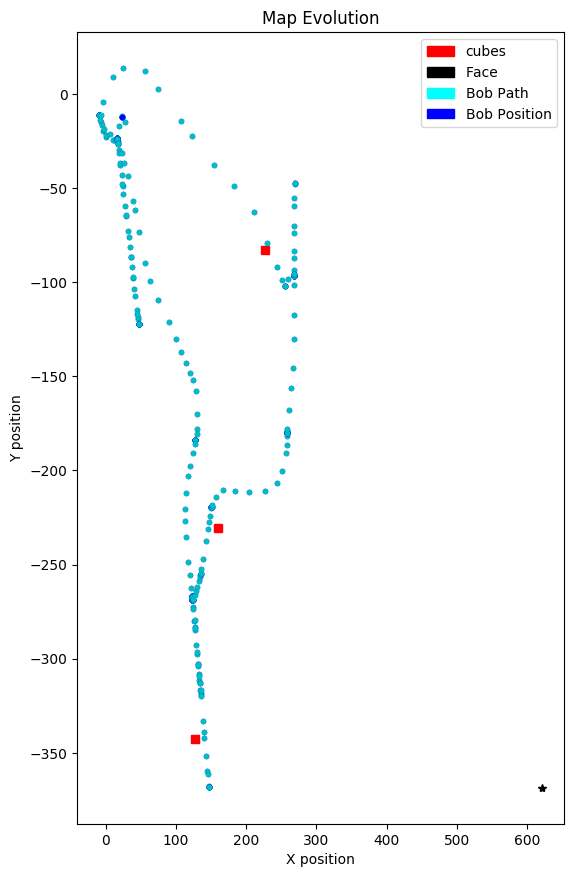 Map Evolution
cubes
Face
Bob Path
Bob Position
0
−50
−100
−150
−200
−250
−300
−350
Y position
0
100
200
300
400
500
600
X position